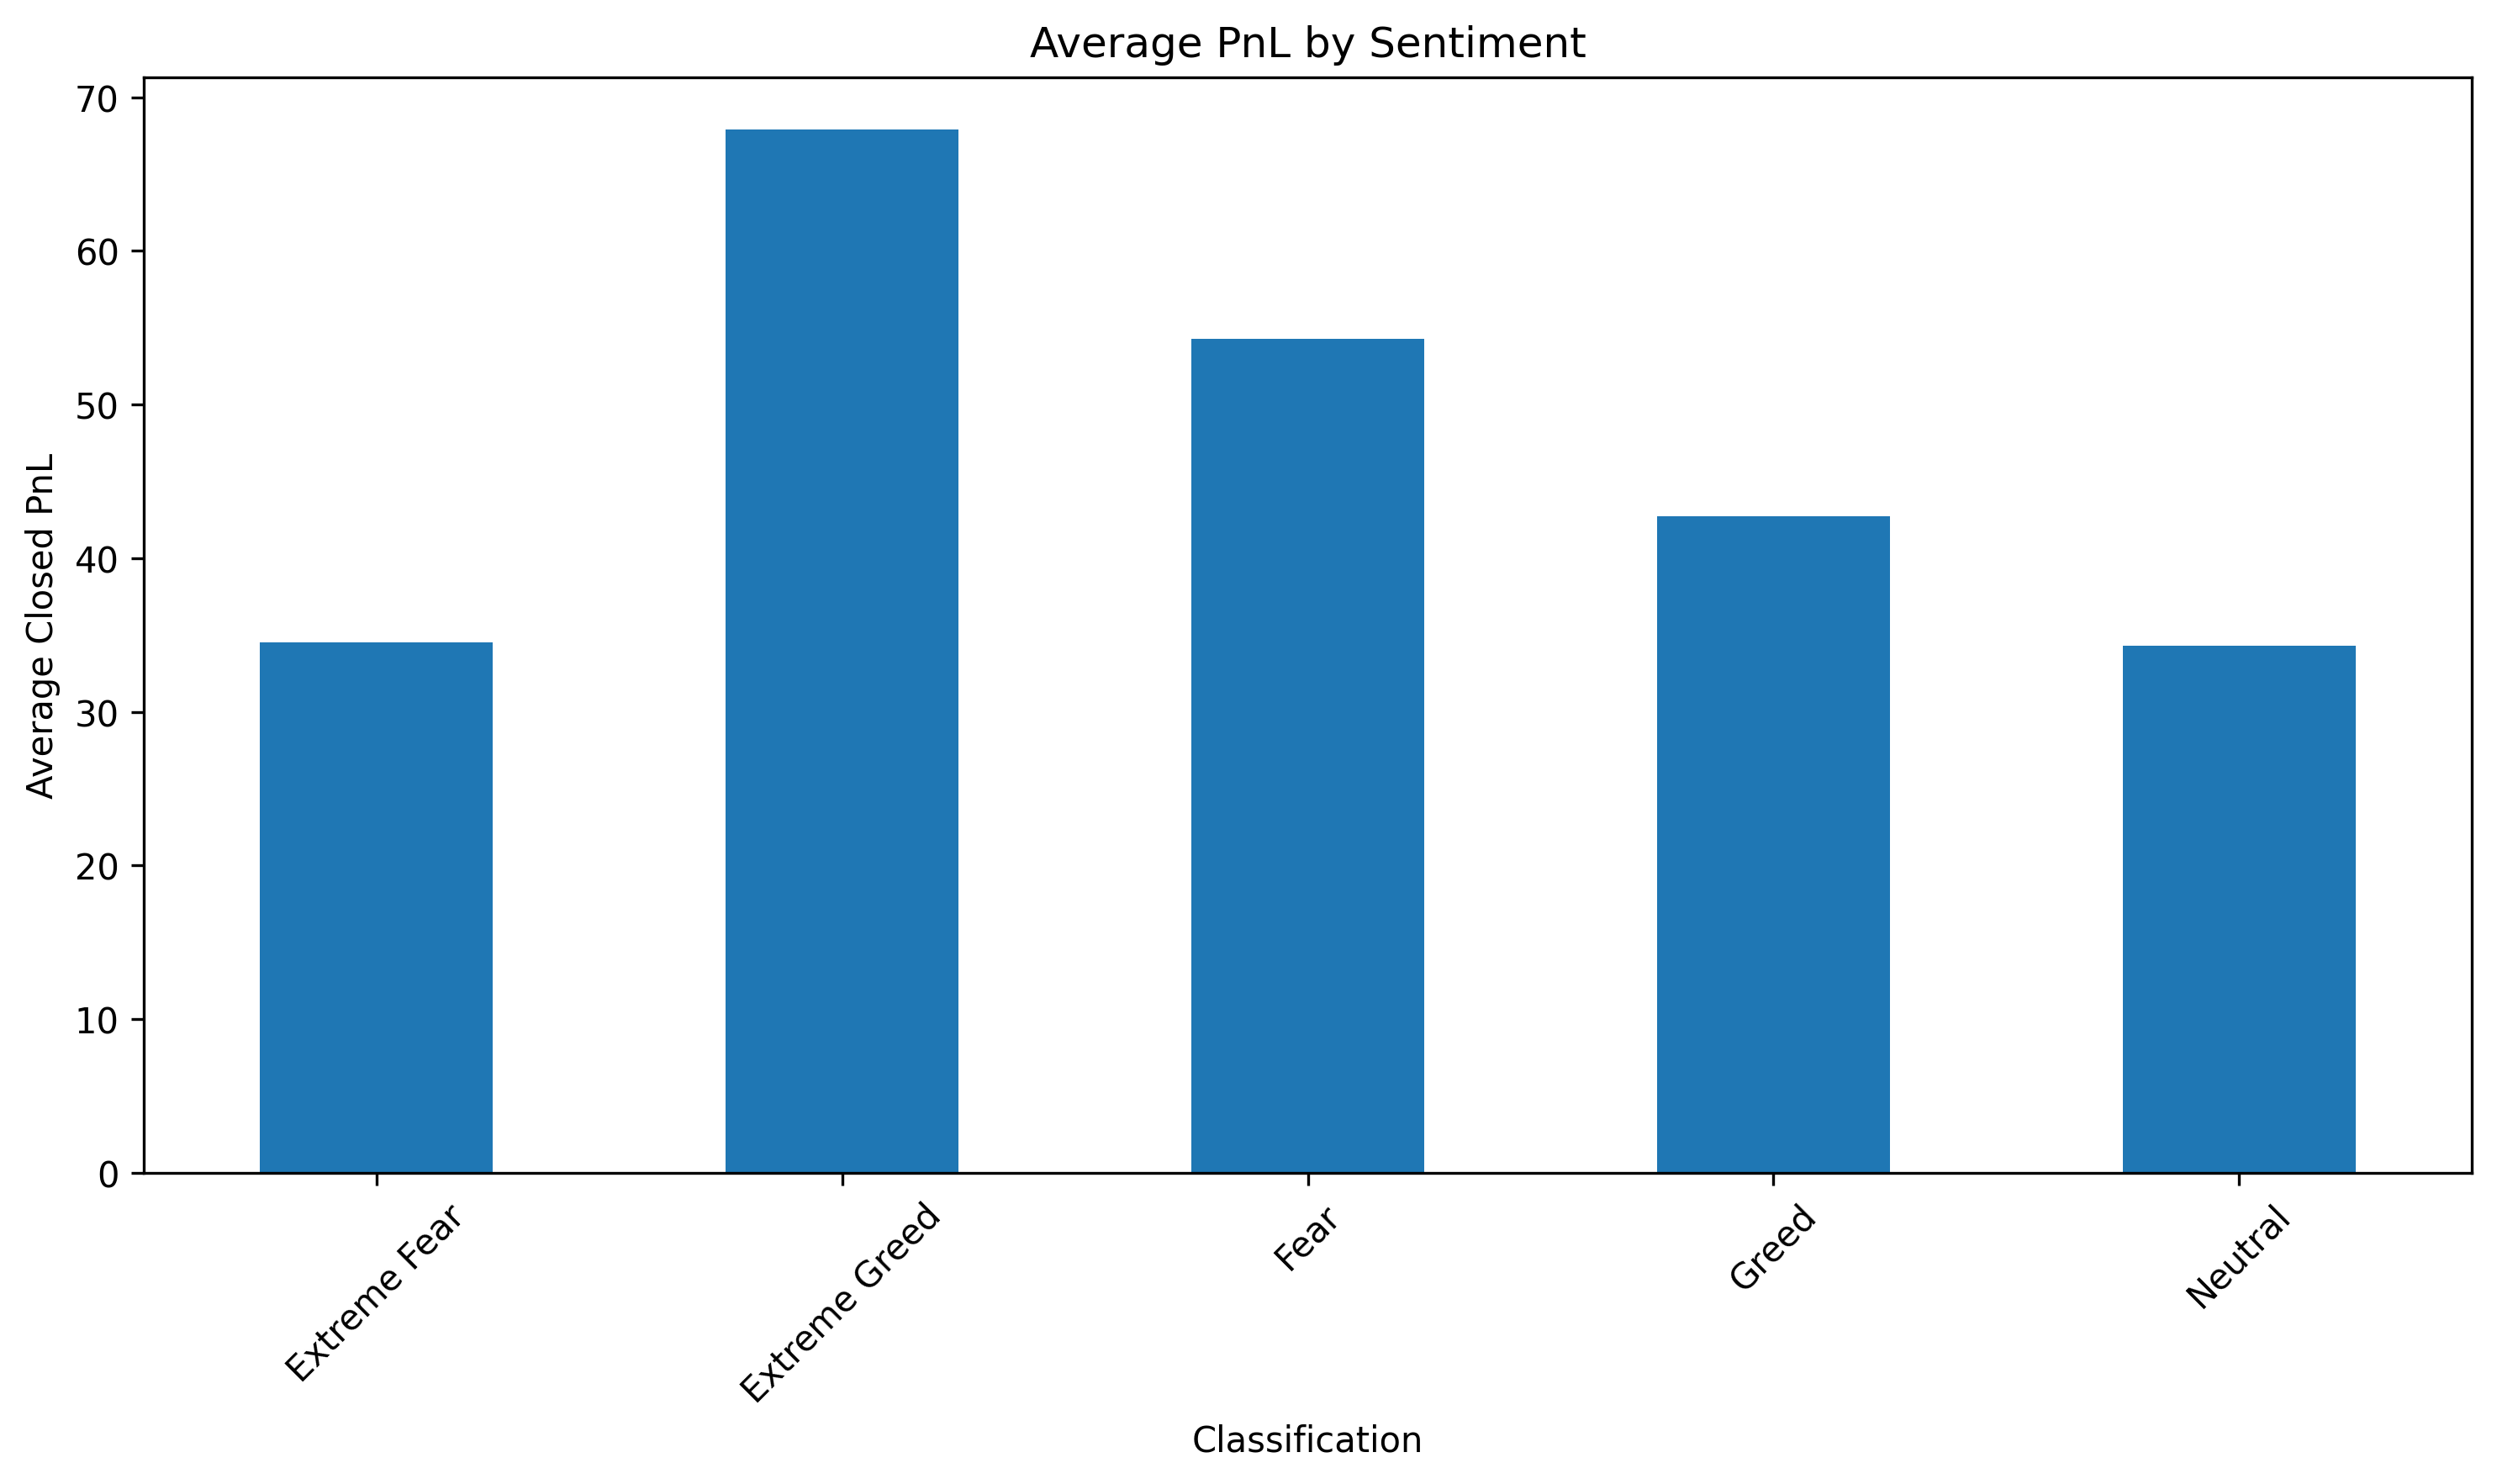 Average PnL by Sentiment
Average Closed PnL
70
60
50
40
30
20
10
0
Extreme Fear
Extreme Greed
Fear
Greed
Neutral
Classification